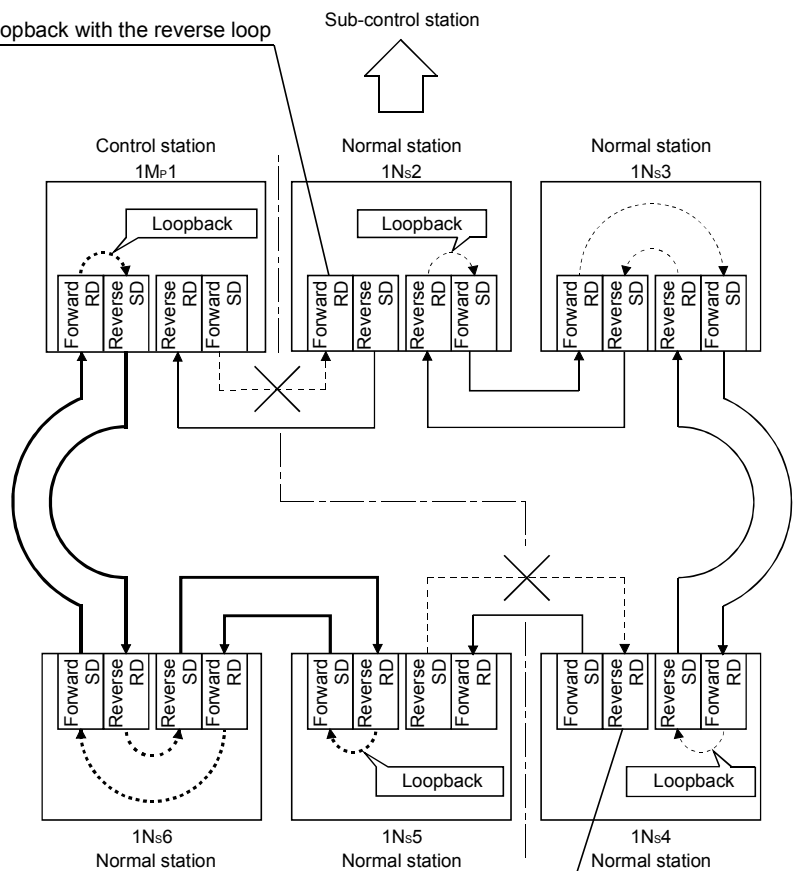 opback with the reverse loop
Sub-control station
Control station
1MP1
Normal station
1NS2
Normal station
1NS3
Loopback
Loopback
Forward RD
Reverse SD
Reverse RD
Forward SD
Forward RD
Reverse SD
Reverse RD
Forward SD
Forward RD
Reverse SD
Reverse RD
Forward SD
Forward SD
Reverse RD
Reverse SD
Forward RD
Forward SD
Reverse RD
Reverse SD
Forward RD
Forward SD
Reverse RD
Reverse SD
Forward RD
Loopback
Loopback
1NS6
Normal station
1NS5
Normal station
1NS4
Normal station